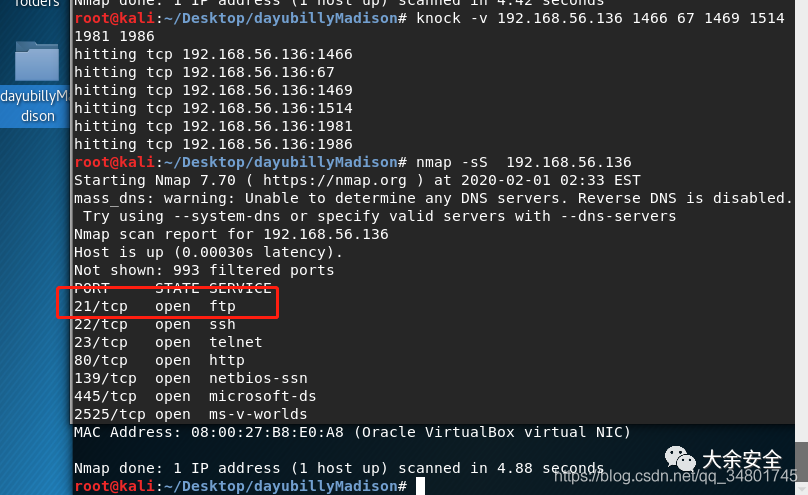 folders
Nmap done: 1 IP address (1 host up) scanned in 4.42 seconds
root@kali:~/Desktop/dayubillyMadison# knock -v 192.168.56.136 1466 67 1469 1514
1981 1986
hitting tcp 192.168.56.136:1466
hitting tcp 192.168.56.136:67
hitting tcp 192.168.56.136:1469
hitting tcp 192.168.56.136:1514
hitting tcp 192.168.56.136:1981
hitting tcp 192.168.56.136:1986
dayubillyMa
dison
root@kali:~/Desktop/dayubillyMadison# nmap -sS  192.168.56.136
Starting Nmap 7.70 ( https://nmap.org ) at 2020-02-01 02:33 EST
mass_dns: warning: Unable to determine any DNS servers. Reverse DNS is disabled.
 Try using --system-dns or specify valid servers with --dns-servers
Nmap scan report for 192.168.56.136
Host is up (0.00030s latency).
Not shown: 993 filtered ports
PORT     STATE SERVICE
21/tcp   open  ftp
22/tcp   open  ssh
23/tcp   open  telnet
80/tcp   open  http
139/tcp  open  netbios-ssn
445/tcp  open  microsoft-ds
2525/tcp open  ms-v-worlds
MAC Address: 08:00:27:B8:E0:A8 (Oracle VirtualBox virtual NIC)
Nmap done: 1 IP address (1 host up) scanned in 4.88 seconds
root@kali:~/Desktop/dayubillyMadison#
大余安全
https://blog.csdn.net/qq_34801745